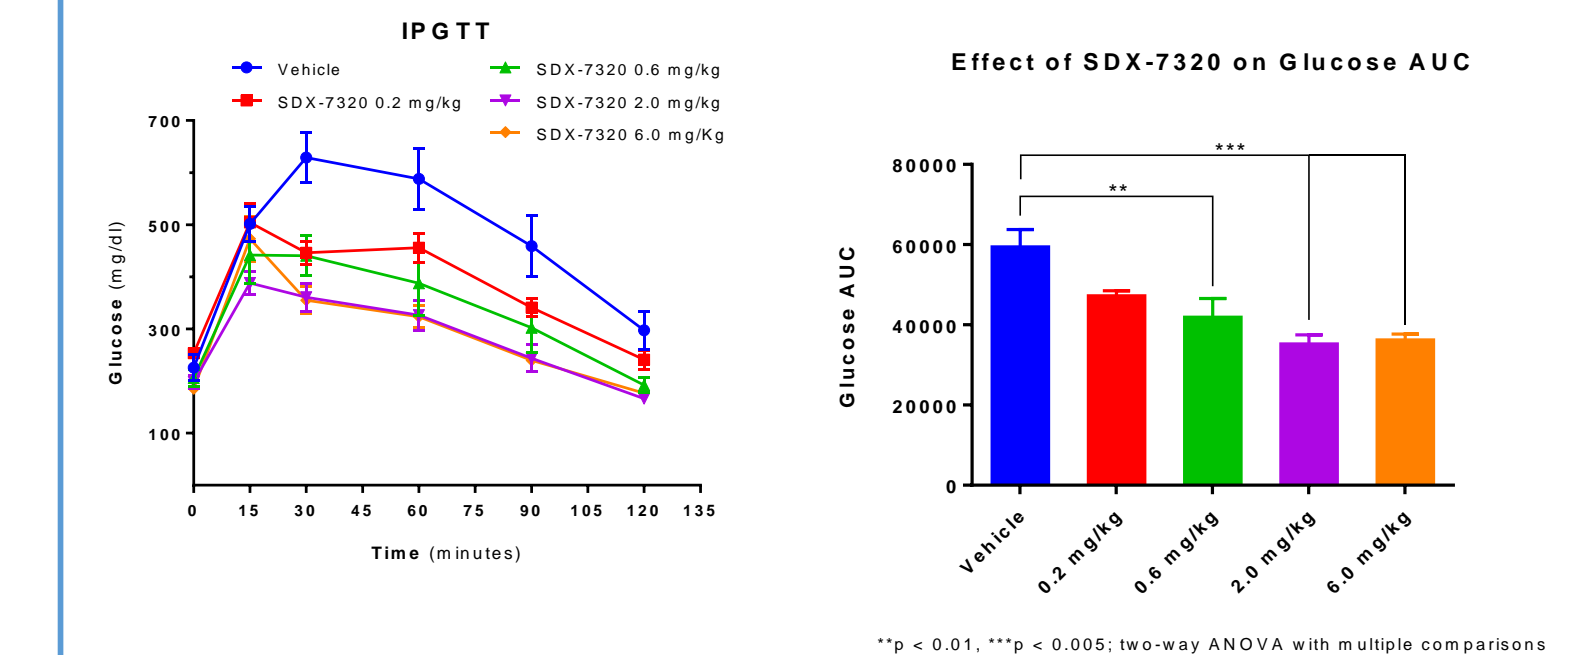 IPGTT
Vehicle
SDX-7320 0.2 mg/kg
SDX-7320 0.6 mg/kg
SDX-7320 2.0 mg/kg
SDX-7320 6.0 mg/Kg
700
500
300
100
Glucose (mg/dl)
0 15 30 45 60 75 90 105 120 135
Time (minutes)
Effect of SDX-7320 on Glucose AUC
***
**
80000
60000
40000
20000
0
Glucose AUC
Vehicle
0.2 mg/kg
0.6 mg/kg
2.0 mg/kg
6.0 mg/kg
**p < 0.01, ***p < 0.005; two-way ANOVA with multiple comparisons